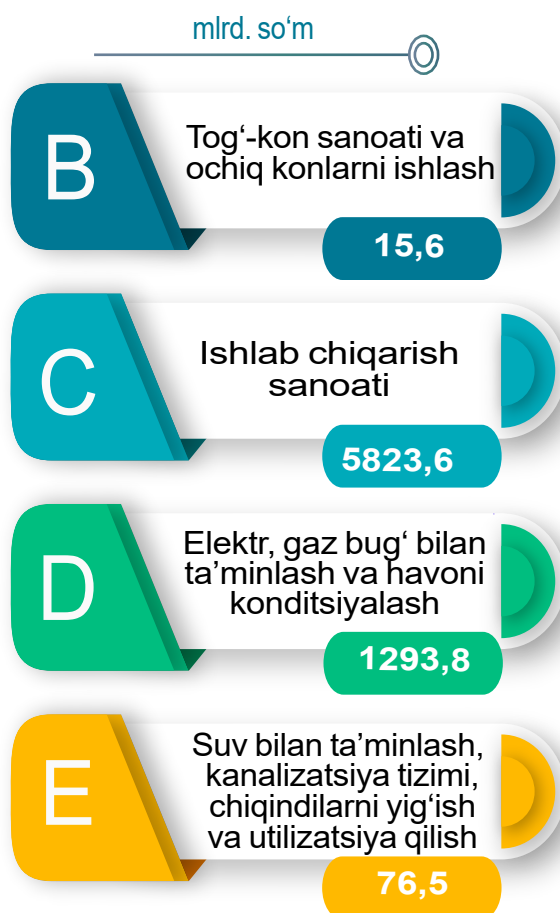 mlrd. so‘m
B
Tog‘-kon sanoati va
ochiq konlarni ishlash
15,6
C
Ishlab chiqarish
sanoati
5823,6
D
Elektr, gaz bug‘ bilan
ta’minlash va havoni
konditsiyalash
1293,8
E
Suv bilan ta’minlash,
kanalizatsiya tizimi,
chiqindilarni yig‘ish
va utilizatsiya qilish
76,5